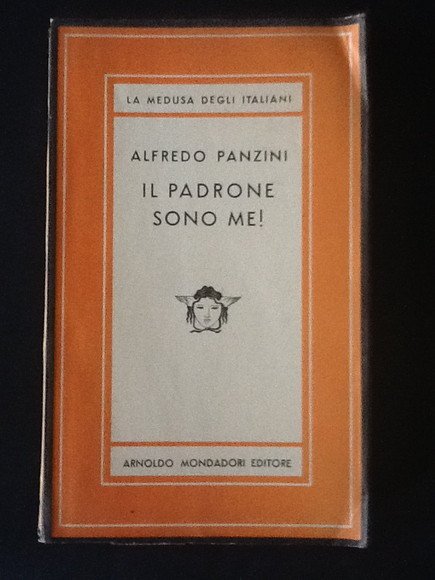 LA MEDUSA DEGLI ITALIANI
ALFREDO PANZINI
IL PADRONE
SONO ME!
ARNOLDO MONDADORI EDITORE